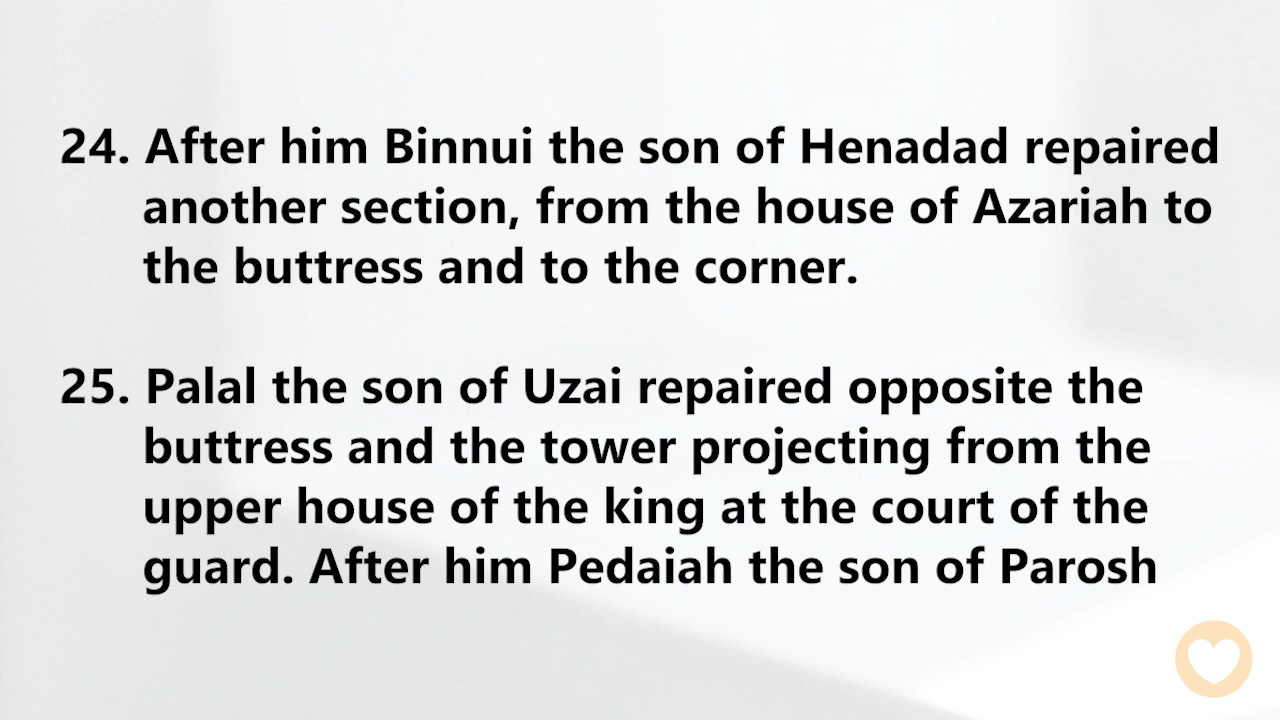 24. After him Binnui the son of Henadad repaired
another section, from the house of Azariah to
the buttress and to the corner.
25. Palal the son of Uzai repaired opposite the
buttress and the tower projecting from the
upper house of the king at the court of the
guard. After him Pedaiah the son of Parosh